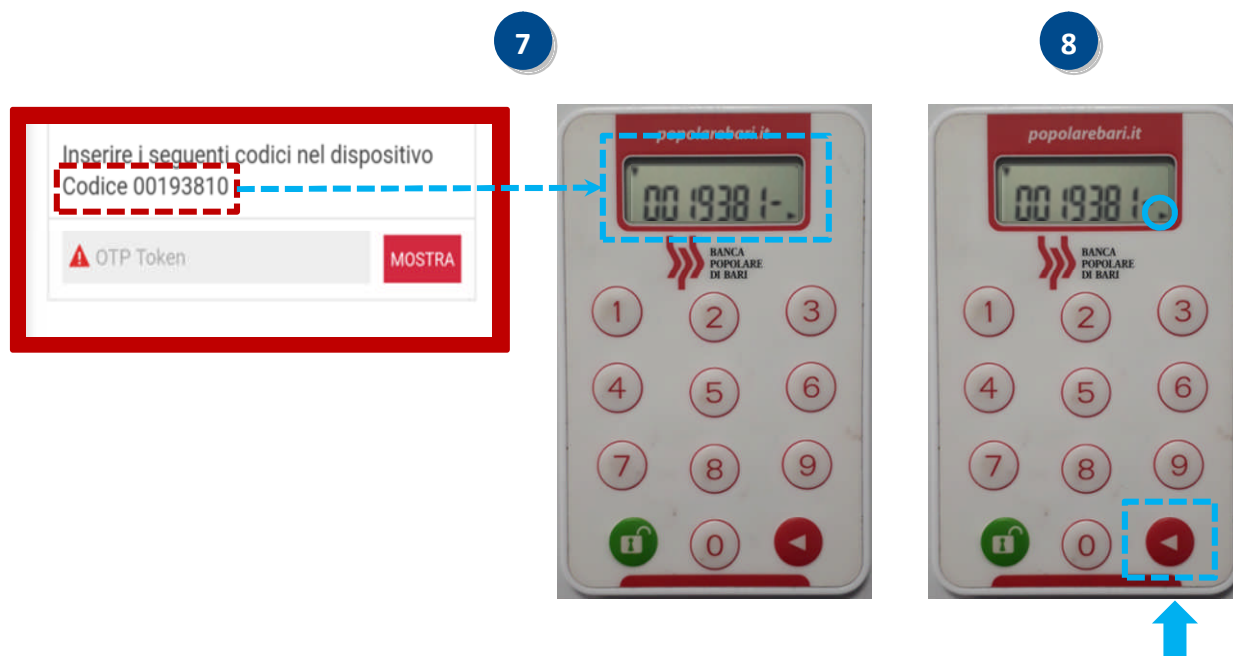 7
8
Inserire i seguenti codici nel dispositivo
Codice 00193810
OTP Token
MOSTRA
popolarebari.it
0019381-
BANCA
POPOLARE
DI BARI
1
2
3
4
5
6
7
8
9
0
popolarebari.it
0019381-
BANCA
POPOLARE
DI BARI
1
2
3
4
5
6
7
8
9
0